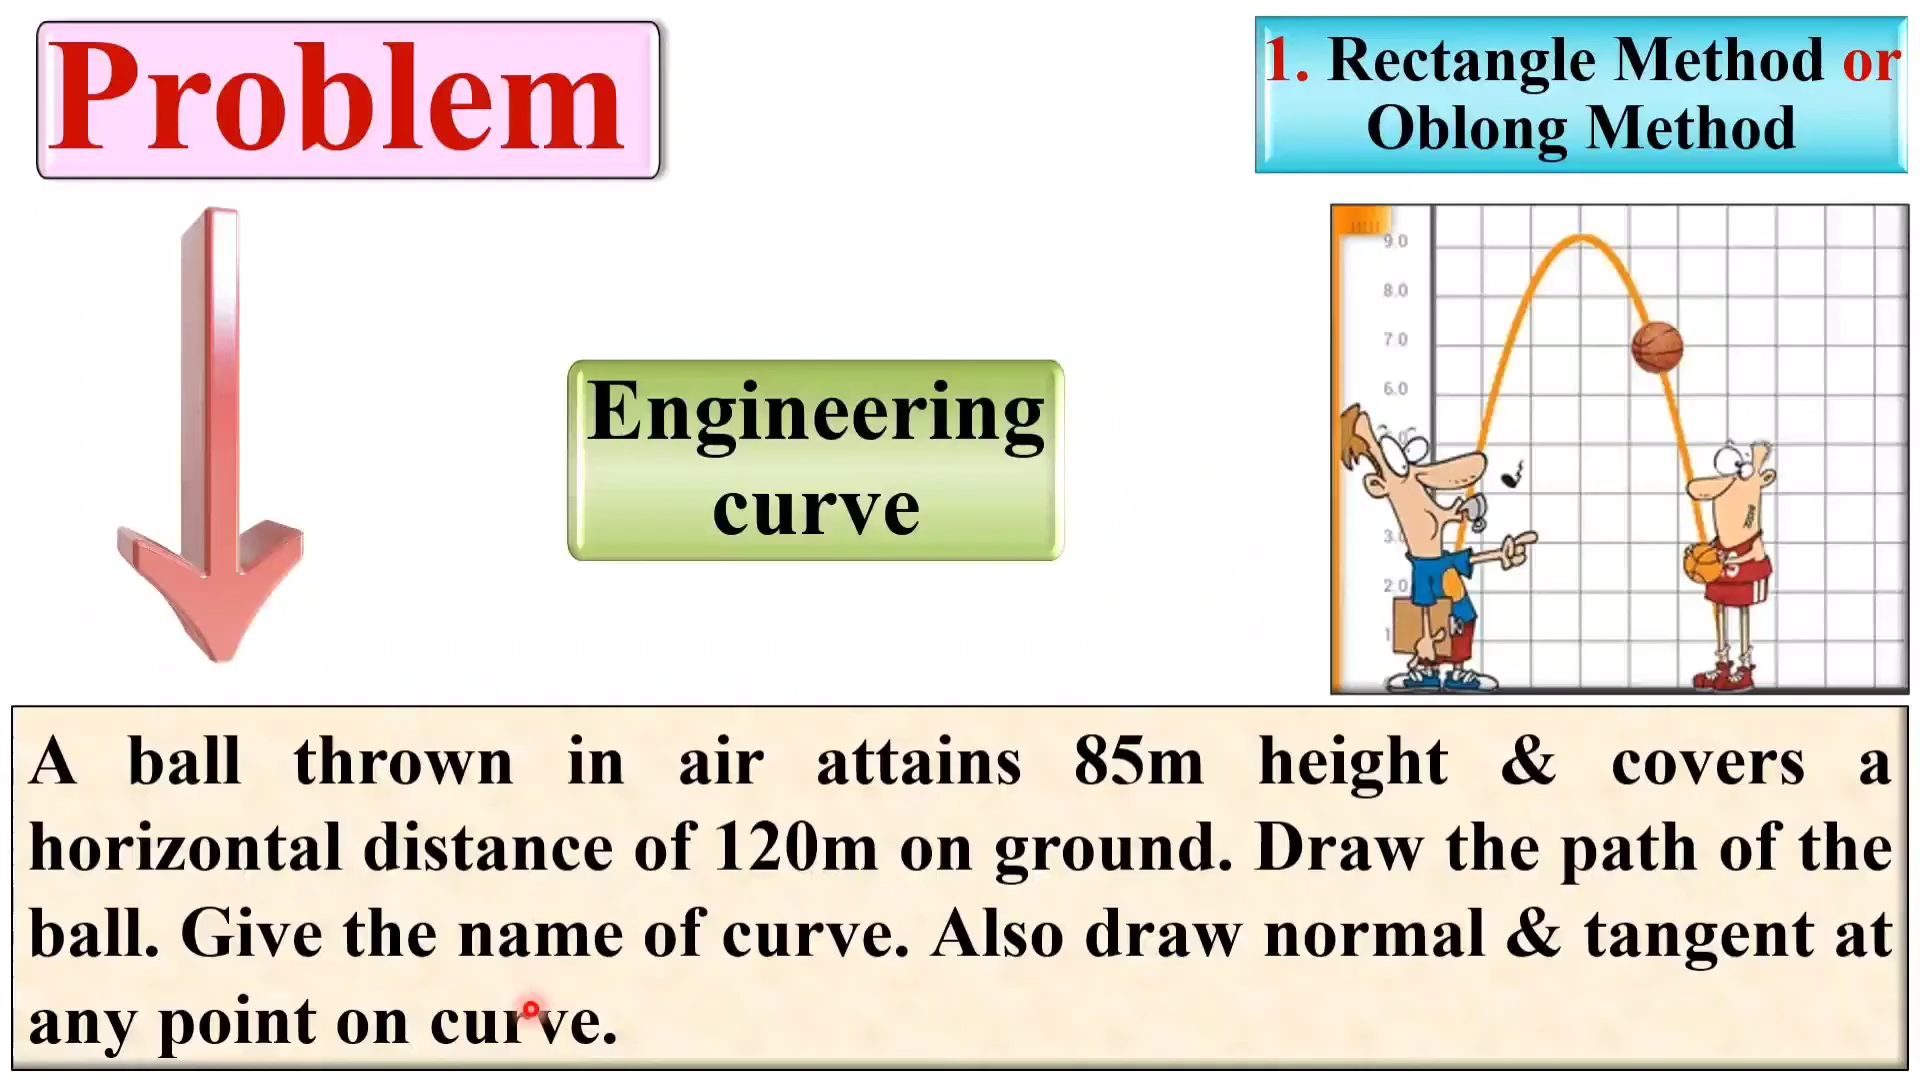 Problem
1. Rectangle Method or
Oblong Method
9.0
8.0
7.0
6.0
Engineering
curve
2.0
A ball thrown in air attains 85m height & covers a
horizontal distance of 120m on ground. Draw the path of the
ball. Give the name of curve. Also draw normal & tangent at
any point on curve.